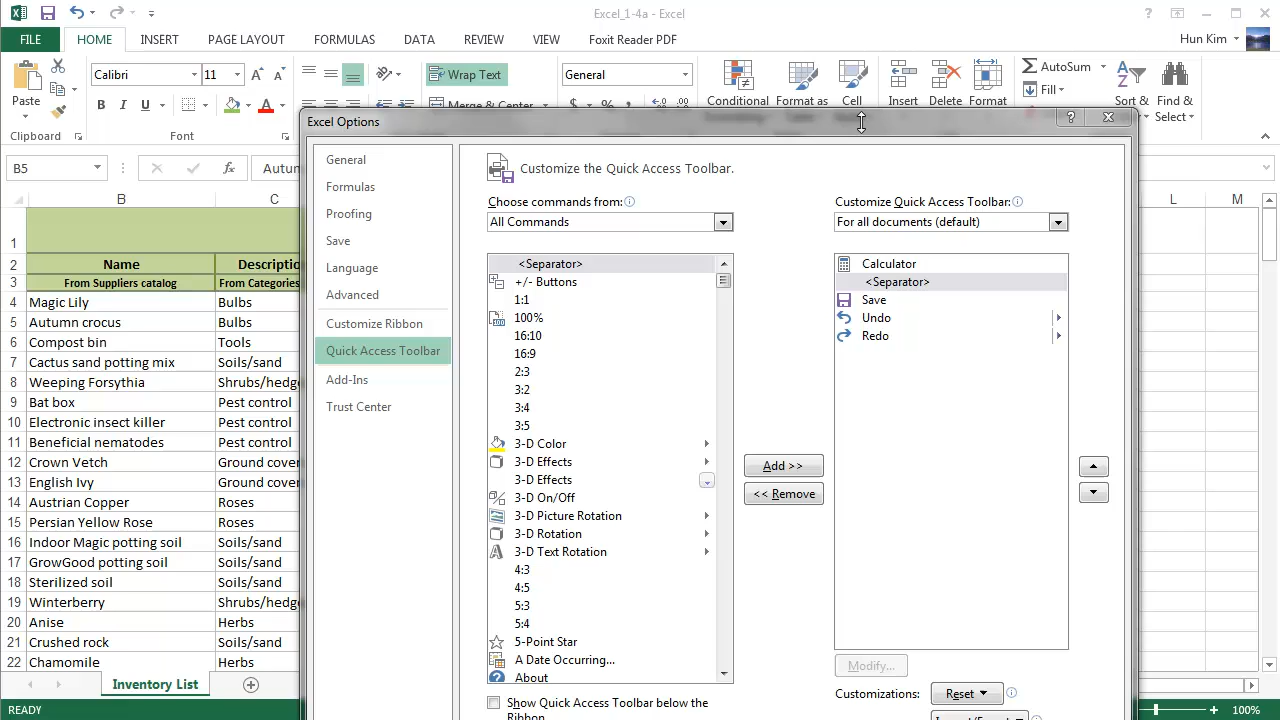 Excel_1-4a - Excel
FILE HOME INSERT PAGE LAYOUT FORMULAS DATA REVIEW VIEW Foxit Reader PDF Hun Kim
Calibri 11 Wrap Text General AutoSum
Paste B I U Merge & Center $ % Conditional Format as Cell Insert Delete Format Fill Sort & Find &
Select
Clipboard Font
B5 fx Autum
B C L M
1
2 Name Descriptio
3 From Suppliers catalog From Categories
4 Magic Lily Bulbs
5 Autumn crocus Bulbs
6 Compost bin Tools
7 Cactus sand potting mix Soils/sand
8 Weeping Forsythia Shrubs/hedg
9 Bat box Pest control
10 Electronic insect killer Pest control
11 Beneficial nematodes Pest control
12 Crown Vetch Ground cover
13 English Ivy Ground cover
14 Austrian Copper Roses
15 Persian Yellow Rose Roses
16 Indoor Magic potting soil Soils/sand
17 GrowGood potting soil Soils/sand
18 Sterilized soil Soils/sand
19 Winterberry Shrubs/hedg
20 Anise Herbs
21 Crushed rock Soils/sand
22 Chamomile Herbs
Inventory List
READY 100%
Excel Options
General
Formulas
Proofing
Save
Language
Advanced
Customize Ribbon
Quick Access Toolbar
Add-Ins
Trust Center
Customize the Quick Access Toolbar.
Choose commands from:
All Commands
<Separator>
+/- Buttons
1:1
100%
16:10
16:9
2:3
3:2
3:4
3:5
3-D Color
3-D Effects
3-D Effects
3-D On/Off
3-D Picture Rotation
3-D Rotation
3-D Text Rotation
4:3
4:5
5:3
5:4
5-Point Star
A Date Occurring...
About
Show Quick Access Toolbar below the
Ribbon
Add >>
<< Remove
Customize Quick Access Toolbar:
For all documents (default)
Calculator
<Separator>
Save
Undo
Redo
Modify...
Customizations: Reset